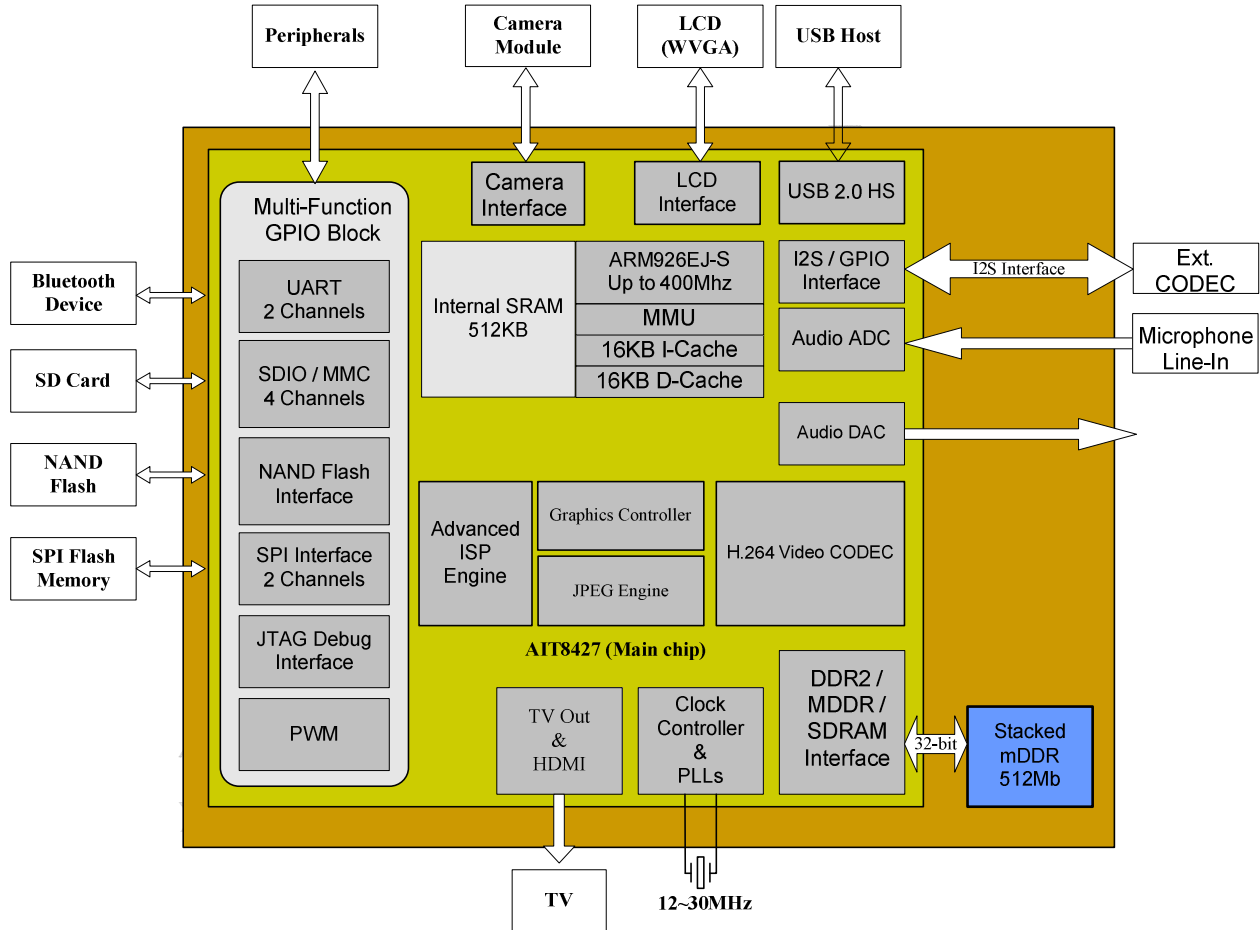 Peripherals
Camera
Module
LCD
(WVGA)
USB Host
Multi-Function
GPIO Block
Camera
Interface
LCD
Interface
USB 2.0 HS
Bluetooth
Device
UART
2 Channels
Internal SRAM
512KB
ARM926EJ-S
Up to 400Mhz
MMU
16KB I-Cache
16KB D-Cache
I2S / GPIO
Interface
I2S Interface
Ext.
CODEC
Audio ADC
Microphone
Line-In
SD Card
SDIO / MMC
4 Channels
Audio DAC
NAND
Flash
NAND Flash
Interface
Advanced
ISP
Engine
Graphics Controller
JPEG Engine
H.264 Video CODEC
SPI Flash
Memory
SPI Interface
2 Channels
JTAG Debug
Interface
AIT8427 (Main chip)
PWM
TV Out
&
HDMI
Clock
Controller
&
PLLs
DDR2 /
MDDR /
SDRAM
Interface
32-bit
Stacked
mDDR
512Mb
TV
12~30MHz